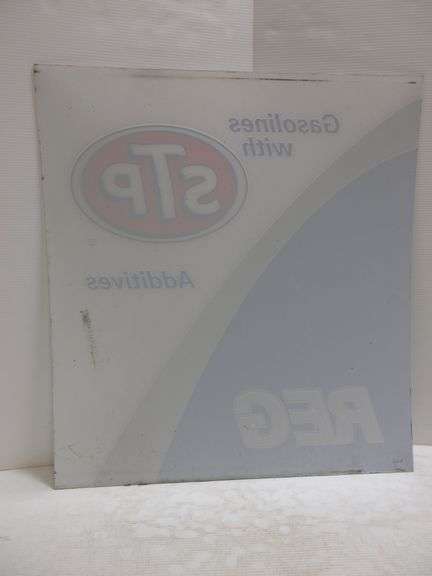 Gasolines
with
STP
Additives
REG